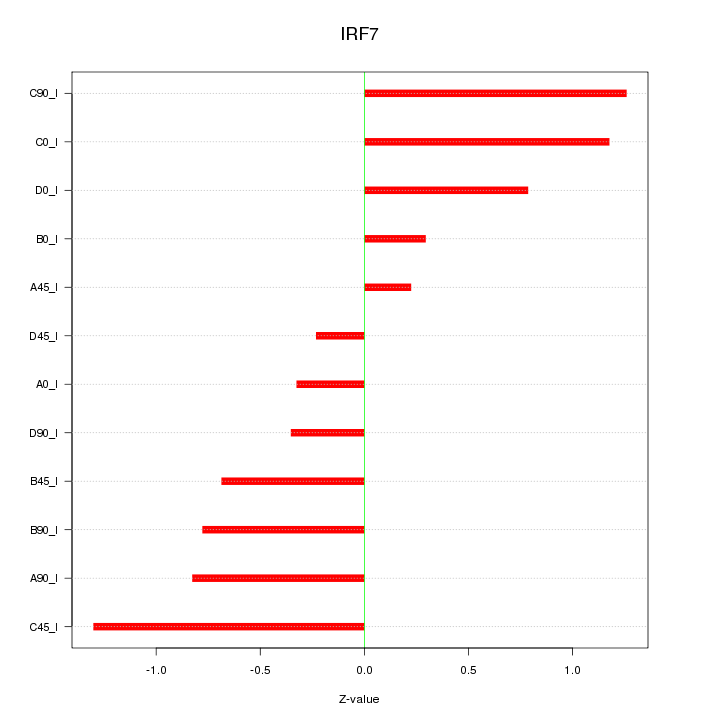 IRF7
C90_I
C0_I
D0_I
B0_I
A45_I
D45_I
A0_I
D90_I
B45_I
B90_I
A90_I
C45_I
-1.0 -0.5 0.0 0.5 1.0
Z-value